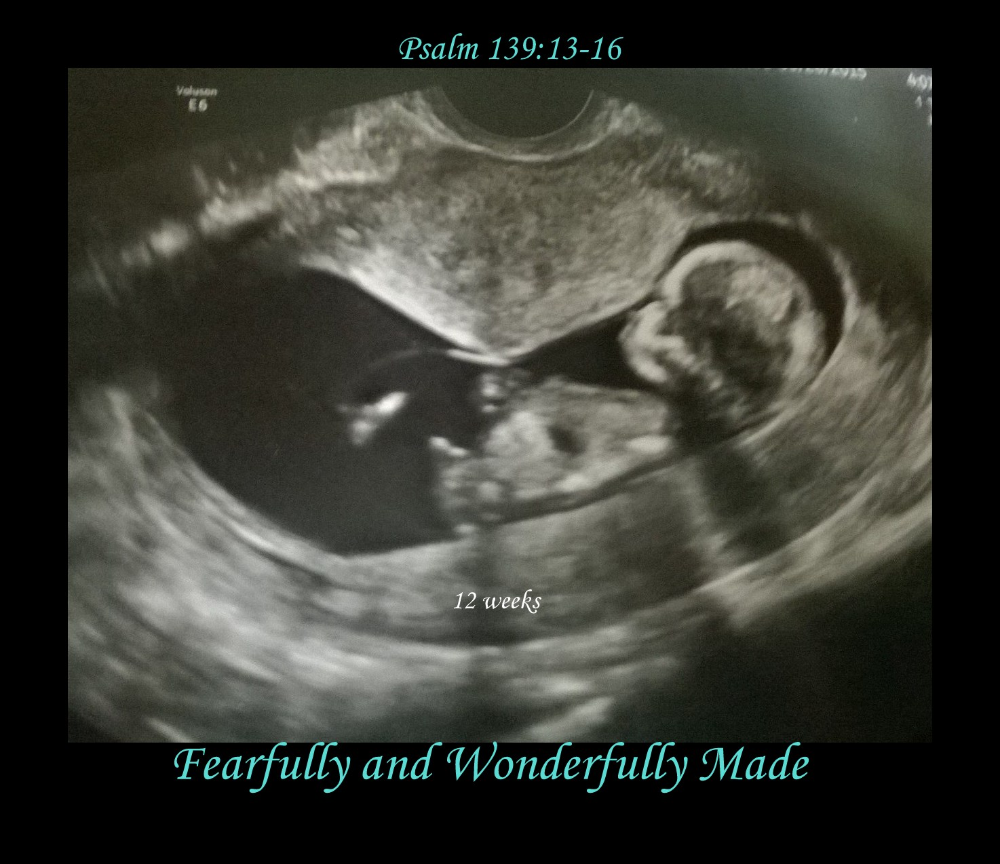 Psalm 139:13-16
Voluson
E6
12 weeks
Fearfully and Wonderfully Made